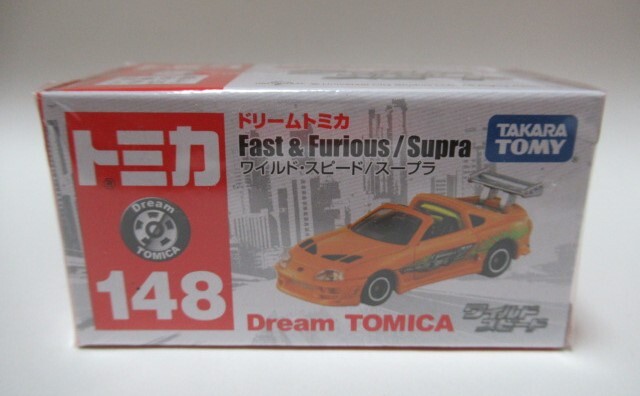 トミカ
®
Dream
TOMICA
148
ドリームトミカ
Fast & Furious / Supra
ワイルド・スピード/スープラ
TAKARA
TOMY
Dream TOMICA
ワイルド
スピード